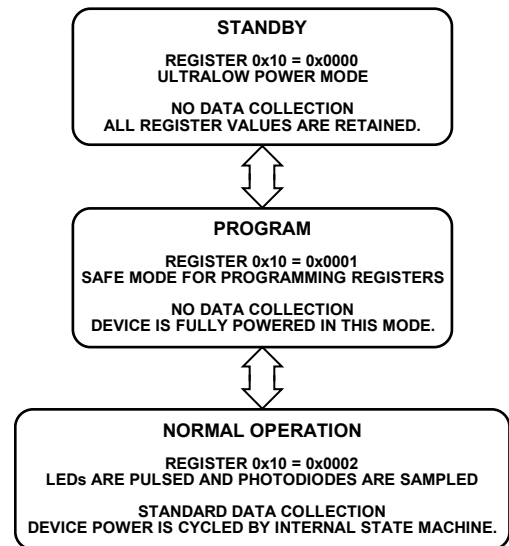 STANDBY
REGISTER 0x10 = 0x0000
ULTRALOW POWER MODE
NO DATA COLLECTION
ALL REGISTER VALUES ARE RETAINED.
PROGRAM
REGISTER 0x10 = 0x0001
SAFE MODE FOR PROGRAMMING REGISTERS
NO DATA COLLECTION
DEVICE IS FULLY POWERED IN THIS MODE.
NORMAL OPERATION
REGISTER 0x10 = 0x0002
LEDs ARE PULSED AND PHOTODIODES ARE SAMPLED
STANDARD DATA COLLECTION
DEVICE POWER IS CYCLED BY INTERNAL STATE MACHINE.